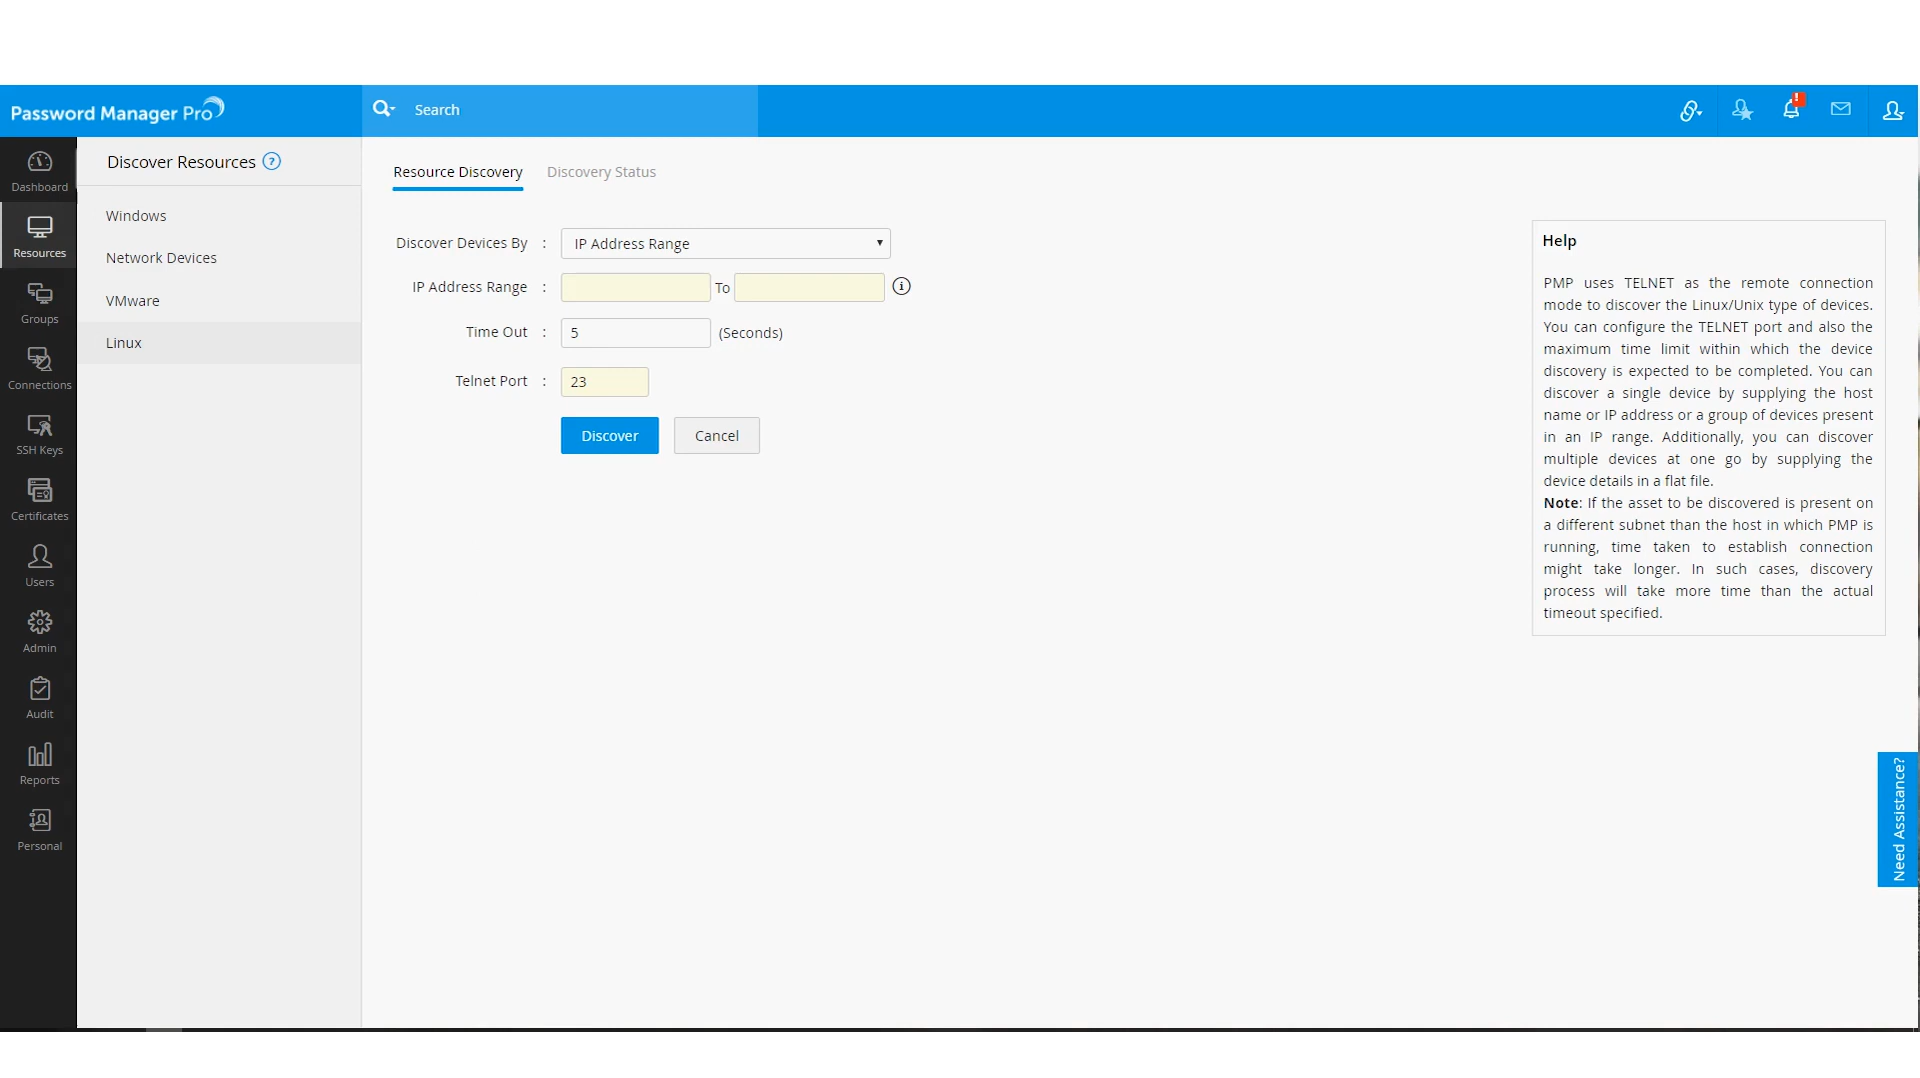 Password Manager Pro
Search
!
Dashboard
Resources
Groups
Connections
SSH Keys
Certificates
Users
Admin
Audit
Reports
Personal
Discover Resources ?
Windows
Network Devices
VMware
Linux
Resource Discovery Discovery Status
Discover Devices By : IP Address Range
IP Address Range : To i
Time Out : 5 (Seconds)
Telnet Port : 23
Discover Cancel
Help
PMP uses TELNET as the remote connection
mode to discover the Linux/Unix type of devices.
You can configure the TELNET port and also the
maximum time limit within which the device
discovery is expected to be completed. You can
discover a single device by supplying the host
name or IP address or a group of devices present
in an IP range. Additionally, you can discover
multiple devices at one go by supplying the
device details in a flat file.
Note: If the asset to be discovered is present on
a different subnet than the host in which PMP is
running, time taken to establish connection
might take longer. In such cases, discovery
process will take more time than the actual
timeout specified.
Need Assistance?